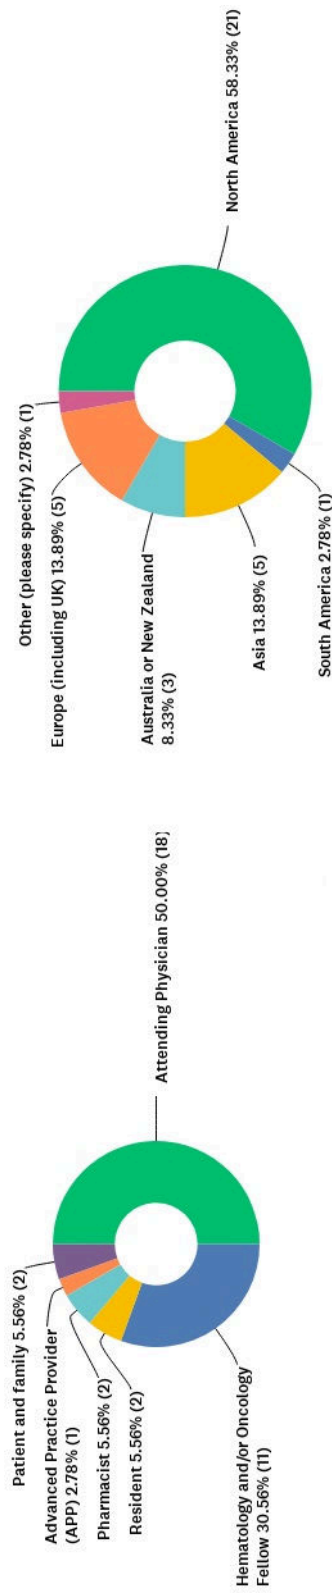 Patient and family 5.56% (2)
Advanced Practice Provider
(APP) 2.78% (1)
Pharmacist 5.56% (2)
Resident 5.56% (2)
Hematology and/or Oncology
Fellow 30.56% (11)
Attending Physician 50.00% (18)
Other (please specify) 2.78% (1)
Europe (including UK) 13.89% (5)
Australia or New Zealand
8.33% (3)
Asia 13.89% (5)
South America 2.78% (1)
North America 58.33% (21)